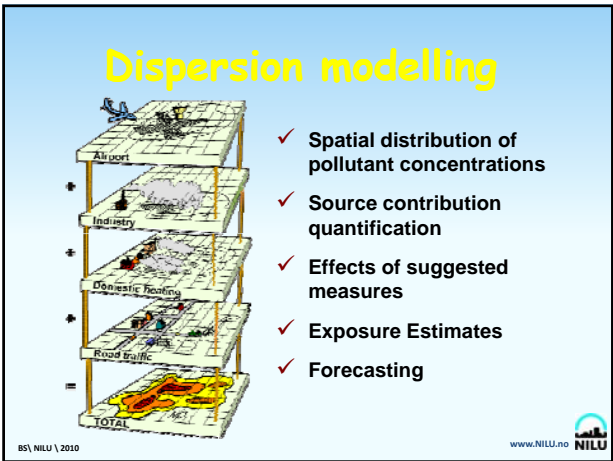 Dispersion modelling
Airport
+
Industry
+
Domestic heating
+
Road traffic
=
TOTAL
✓ Spatial distribution of
pollutant concentrations
✓ Source contribution
quantification
✓ Effects of suggested
measures
✓ Exposure Estimates
✓ Forecasting
BS\ NILU \ 2010
www.NILU.no
NILU